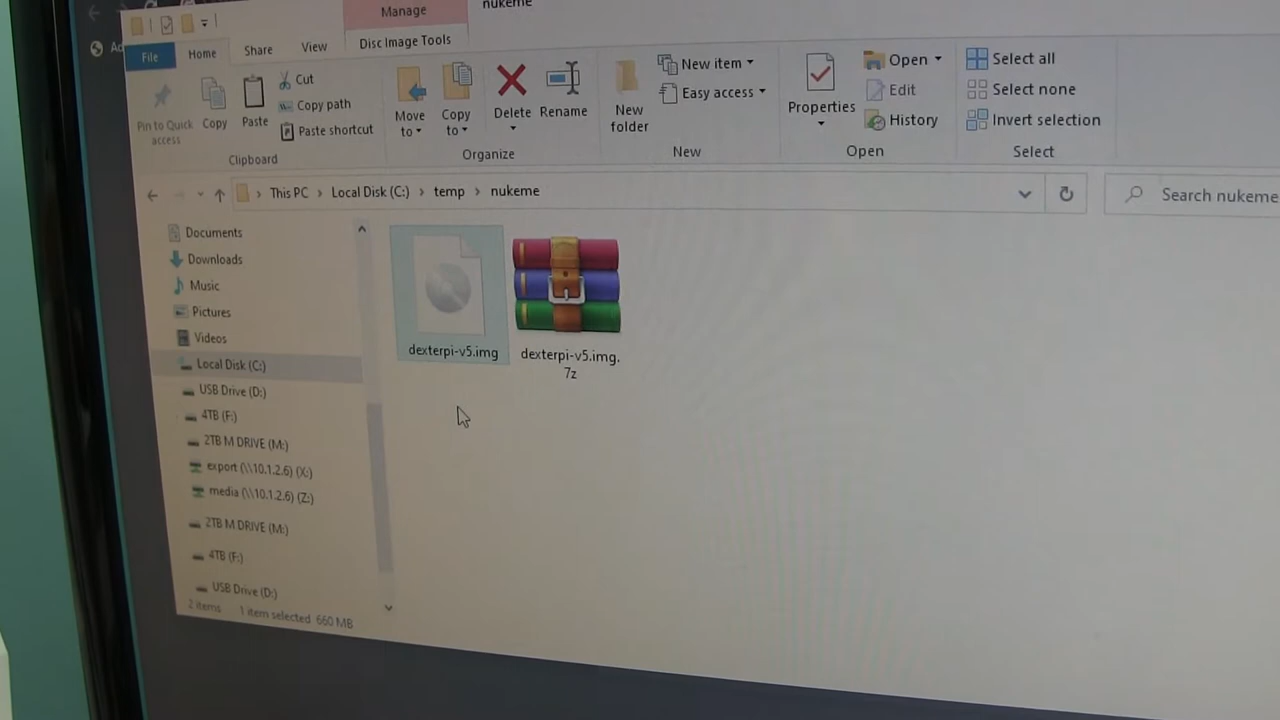 Manage
nukeme
File
Home
Share
View
Disc Image Tools
Pin to Quick
access
Copy
Paste
Cut
Copy path
Paste shortcut
Clipboard
Move
to
Copy
to
Delete
Rename
Organize
New
folder
New item
Easy access
New
Properties
Open
Edit
History
Open
Select all
Select none
Invert selection
Select
This PC > Local Disk (C:) > temp > nukeme
Search nukeme
Documents
Downloads
Music
Pictures
Videos
Local Disk (C:)
USB Drive (D:)
4TB (F:)
2TB M DRIVE (M:)
export (\\10.1.2.6) (X:)
media (\\10.1.2.6) (Z:)
2TB M DRIVE (M:)
4TB (F:)
USB Drive (D:)
dexterpi-v5.img
dexterpi-v5.img.
7z
2 items 1 item selected 660 MB